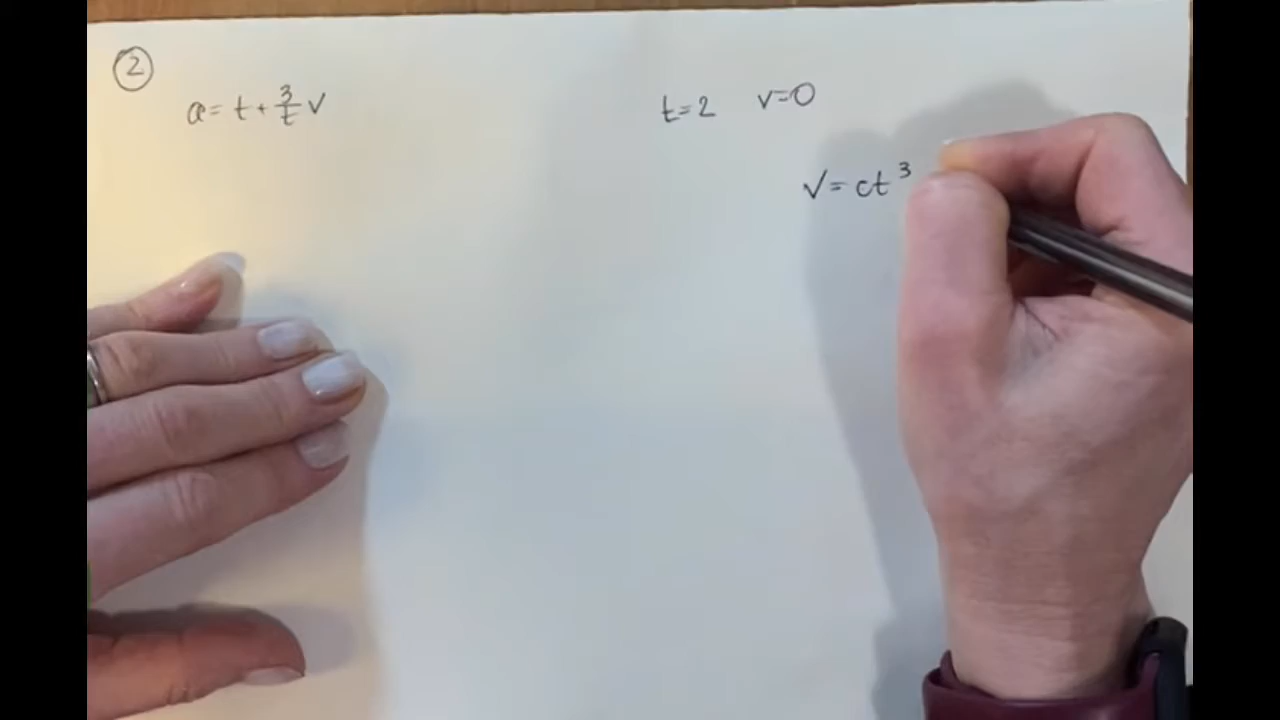 ②
a = t + 3/t v    t = 2    v = 0
v = ct³